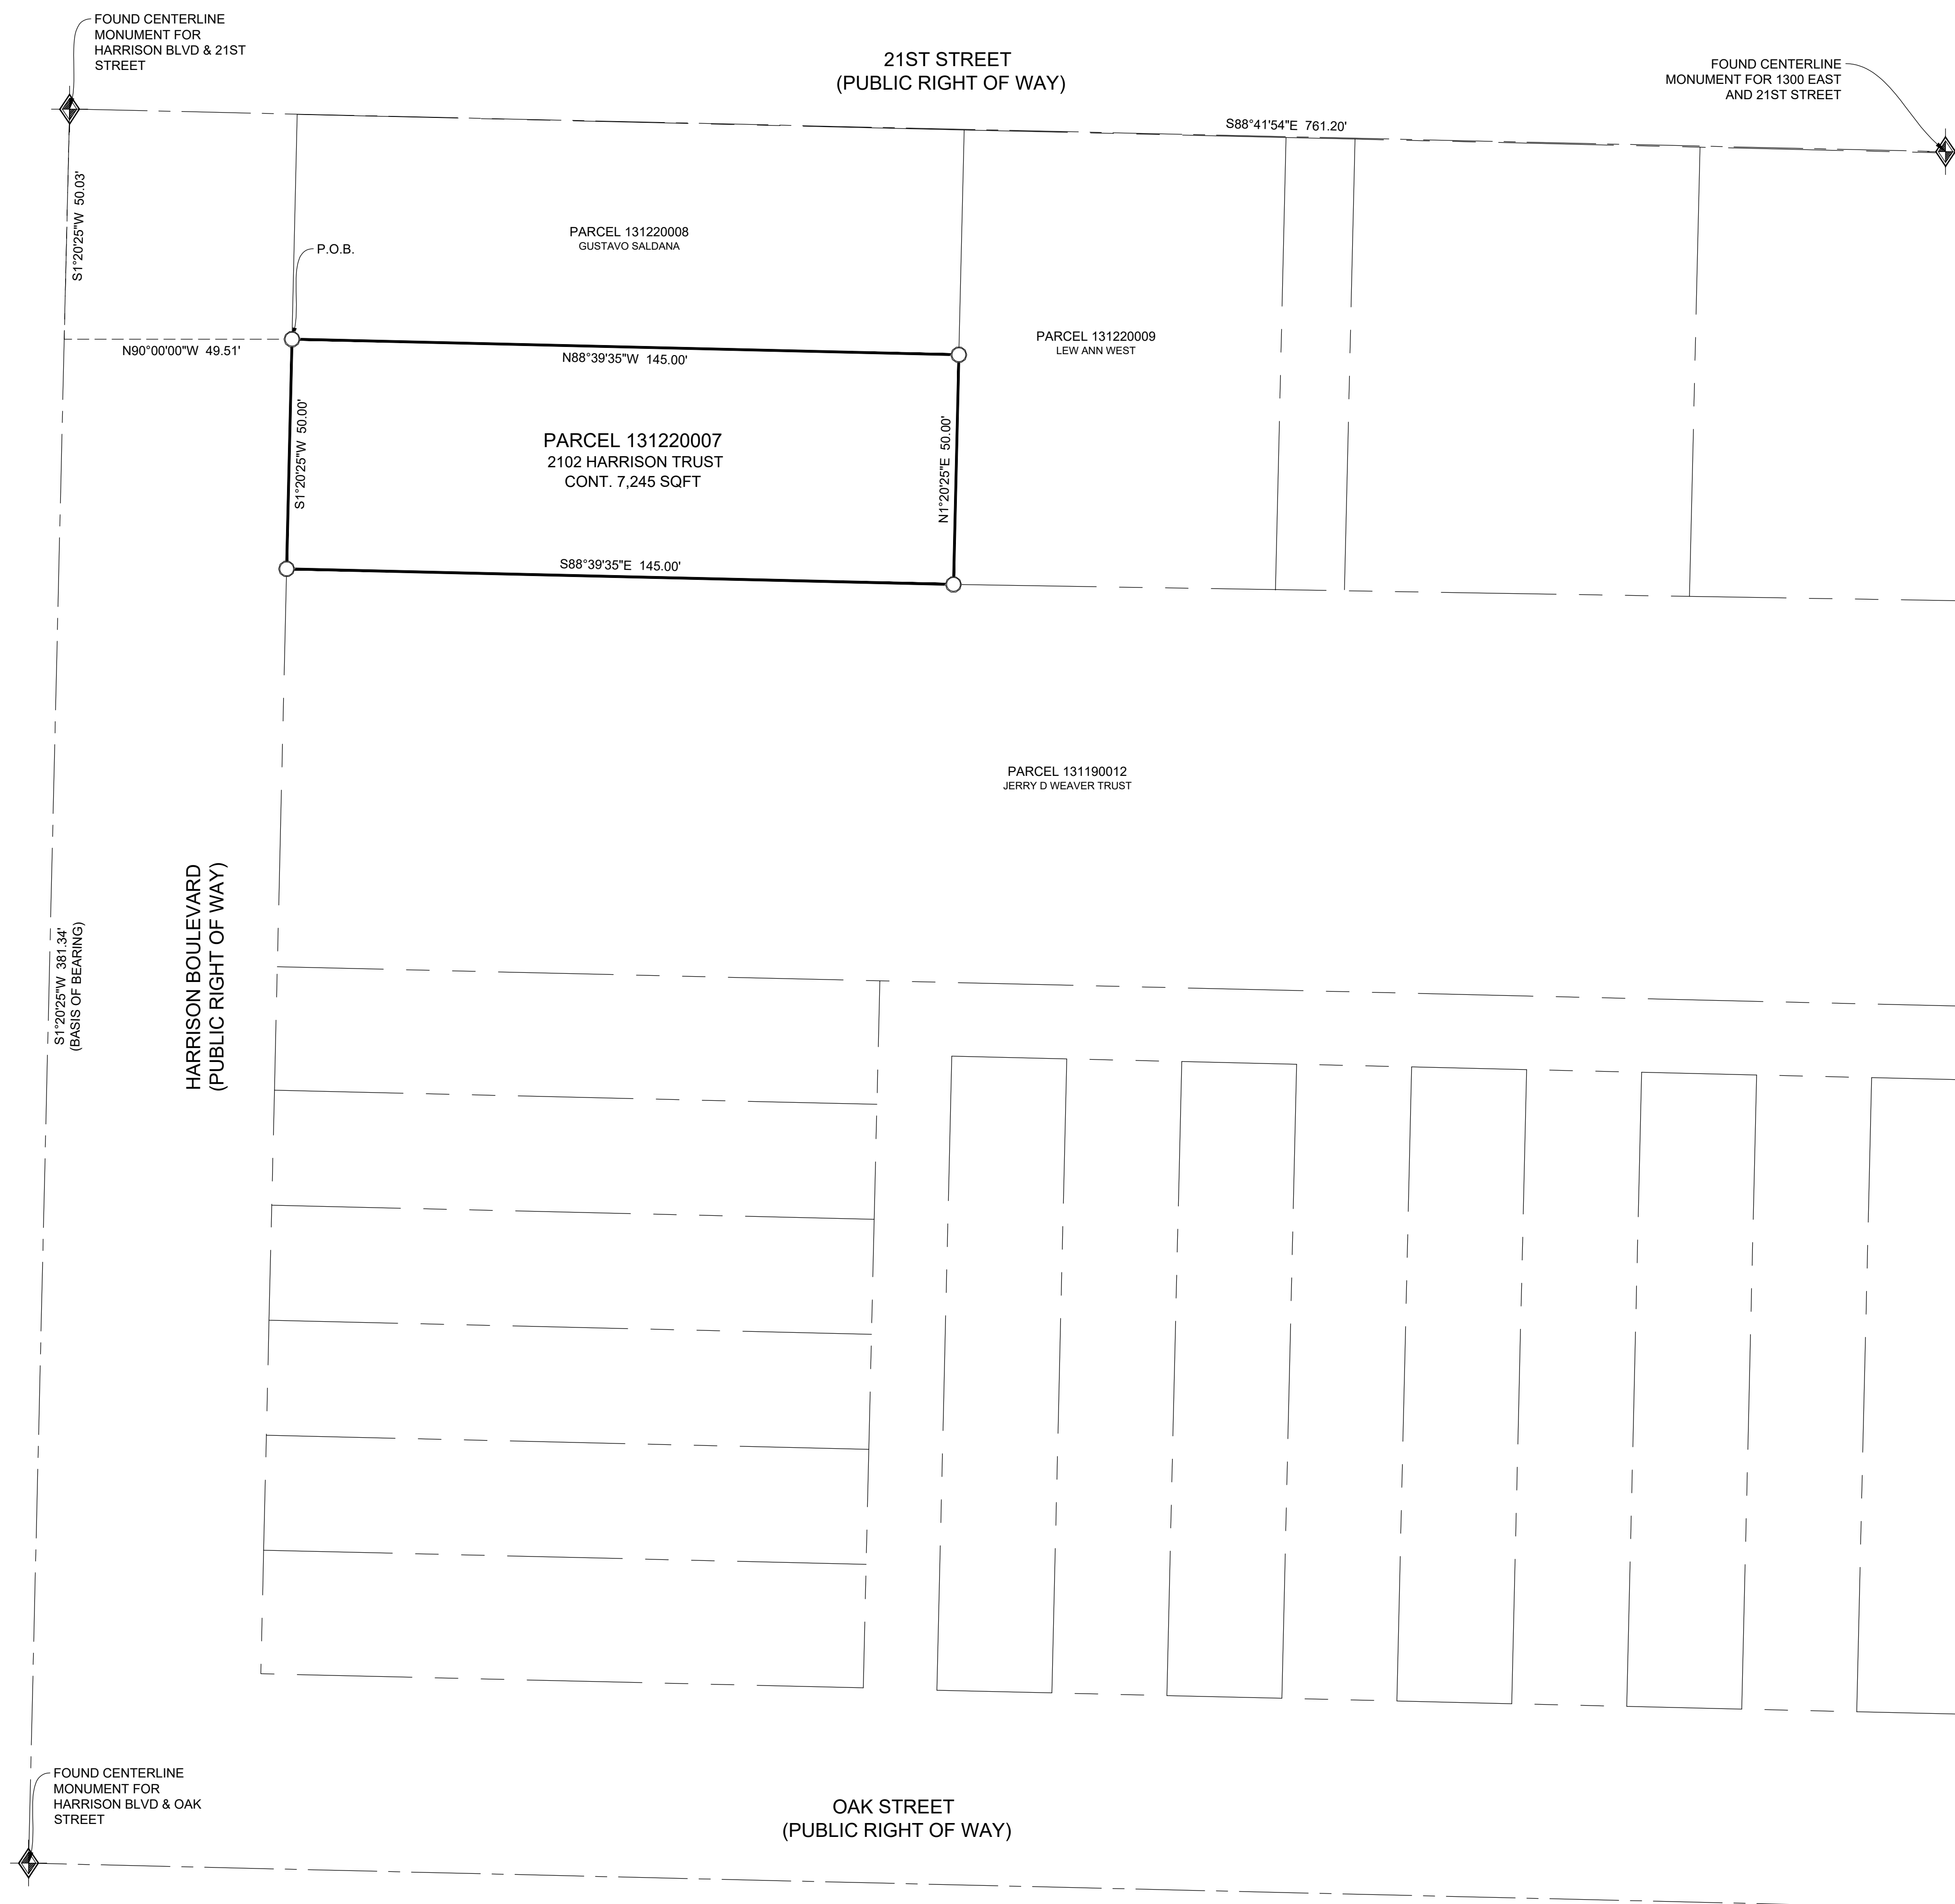 FOUND CENTERLINE
MONUMENT FOR
HARRISON BLVD & 21ST
STREET
21ST STREET
(PUBLIC RIGHT OF WAY)
FOUND CENTERLINE
MONUMENT FOR 1300 EAST
AND 21ST STREET
S88°41'54"E 761.20'
S1°20'25"W 50.03'
PARCEL 131220008
GUSTAVO SALDANA
P.O.B.
N90°00'00"W 49.51'
N88°39'35"W 145.00'
PARCEL 131220009
LEW ANN WEST
S1°20'25"W 50.00'
PARCEL 131220007
2102 HARRISON TRUST
CONT. 7,245 SQFT
N1°20'25"E 50.00'
S88°39'35"E 145.00'
PARCEL 131190012
JERRY D WEAVER TRUST
HARRISON BOULEVARD
(PUBLIC RIGHT OF WAY)
S1°20'25"W 381.34'
(BASIS OF BEARING)
FOUND CENTERLINE
MONUMENT FOR
HARRISON BLVD & OAK
STREET
OAK STREET
(PUBLIC RIGHT OF WAY)